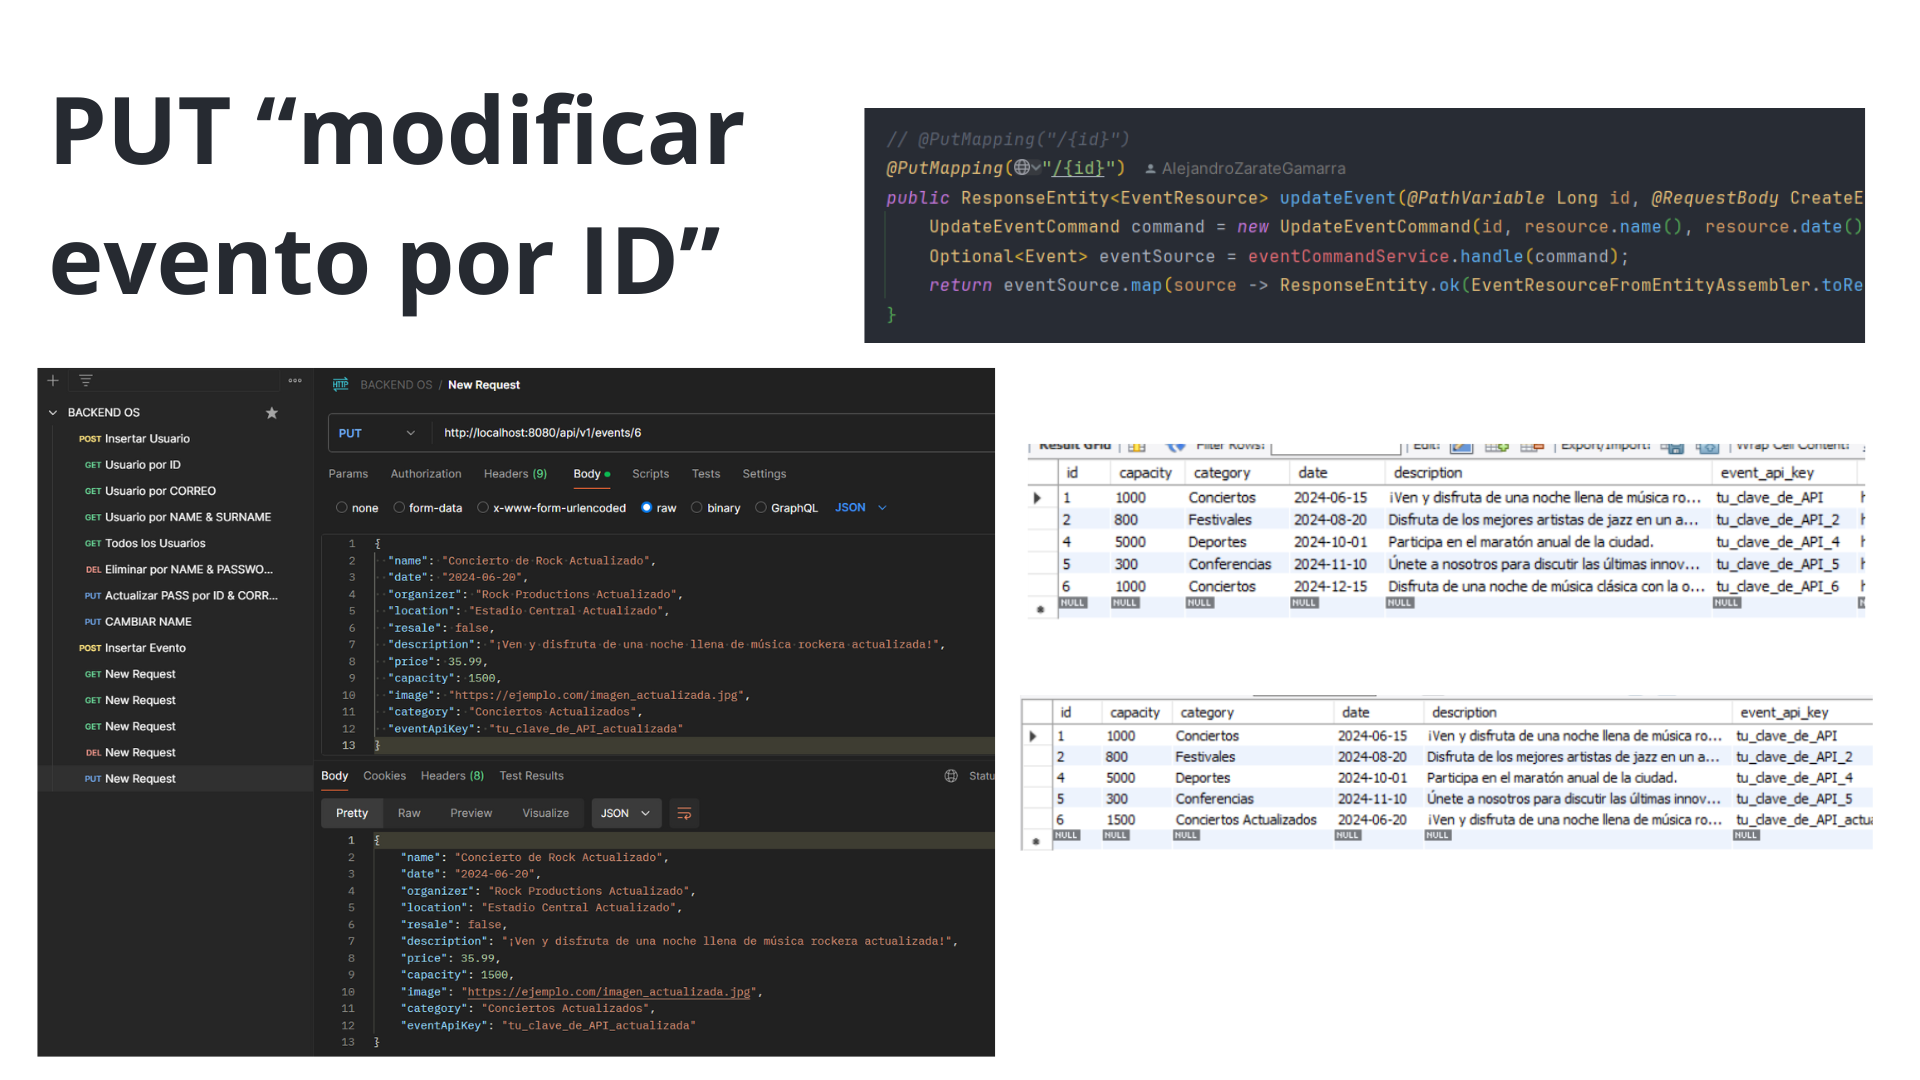 PUT “modificar
evento por ID”
// @PutMapping("/{id}")
@PutMapping("/{id}") AlejandroZarateGamarra
public ResponseEntity<EventResource> updateEvent(@PathVariable Long id, @RequestBody CreateE
UpdateEventCommand command = new UpdateEventCommand(id, resource.name(), resource.date()
Optional<Event> eventSource = eventCommandService.handle(command);
return eventSource.map(source -> ResponseEntity.ok(EventResourceFromEntityAssembler.toRe
}
BACKEND OS
POST Insertar Usuario
GET Usuario por ID
GET Usuario por CORREO
GET Usuario por NAME & SURNAME
GET Todos los Usuarios
DEL Eliminar por NAME & PASSWO...
PUT Actualizar PASS por ID & CORR...
PUT CAMBIAR NAME
POST Insertar Evento
GET New Request
GET New Request
GET New Request
DEL New Request
PUT New Request
HTTP BACKEND OS / New Request
PUT http://localhost:8080/api/v1/events/6
Params Authorization Headers (9) Body Scripts Tests Settings
none form-data x-www-form-urlencoded raw binary GraphQL JSON
1 {
2 "name": "Concierto de Rock Actualizado",
3 "date": "2024-06-20",
4 "organizer": "Rock Productions Actualizado",
5 "location": "Estadio Central Actualizado",
6 "resale": false,
7 "description": "¡Ven y disfruta de una noche llena de música rockera actualizada!",
8 "price": 35.99,
9 "capacity": 1500,
10 "image": "https://ejemplo.com/imagen_actualizada.jpg",
11 "category": "Conciertos Actualizados",
12 "eventApiKey": "tu_clave_de_API_actualizada"
13 }
Body Cookies Headers (8) Test Results Statu
Pretty Raw Preview Visualize JSON
1 {
2 "name": "Concierto de Rock Actualizado",
3 "date": "2024-06-20",
4 "organizer": "Rock Productions Actualizado",
5 "location": "Estadio Central Actualizado",
6 "resale": false,
7 "description": "¡Ven y disfruta de una noche llena de música rockera actualizada!",
8 "price": 35.99,
9 "capacity": 1500,
10 "image": "https://ejemplo.com/imagen_actualizada.jpg",
11 "category": "Conciertos Actualizados",
12 "eventApiKey": "tu_clave_de_API_actualizada"
13 }
Result Grid Filter Rows: Edit: Export/Import: Wrap Cell Content:
id capacity category date description event_api_key
1 1000 Conciertos 2024-06-15 ¡Ven y disfruta de una noche llena de música ro... tu_clave_de_API
2 800 Festivales 2024-08-20 Disfruta de los mejores artistas de jazz en un a... tu_clave_de_API_2
4 5000 Deportes 2024-10-01 Participa en el maratón anual de la ciudad. tu_clave_de_API_4
5 300 Conferencias 2024-11-10 Únete a nosotros para discutir las últimas innov... tu_clave_de_API_5
6 1000 Conciertos 2024-12-15 Disfruta de una noche de música clásica con la o... tu_clave_de_API_6
NULL NULL NULL NULL NULL NULL
id capacity category date description event_api_key
1 1000 Conciertos 2024-06-15 ¡Ven y disfruta de una noche llena de música ro... tu_clave_de_API
2 800 Festivales 2024-08-20 Disfruta de los mejores artistas de jazz en un a... tu_clave_de_API_2
4 5000 Deportes 2024-10-01 Participa en el maratón anual de la ciudad. tu_clave_de_API_4
5 300 Conferencias 2024-11-10 Únete a nosotros para discutir las últimas innov... tu_clave_de_API_5
6 1500 Conciertos Actualizados 2024-06-20 ¡Ven y disfruta de una noche llena de música ro... tu_clave_de_API_actua
NULL NULL NULL NULL NULL NULL